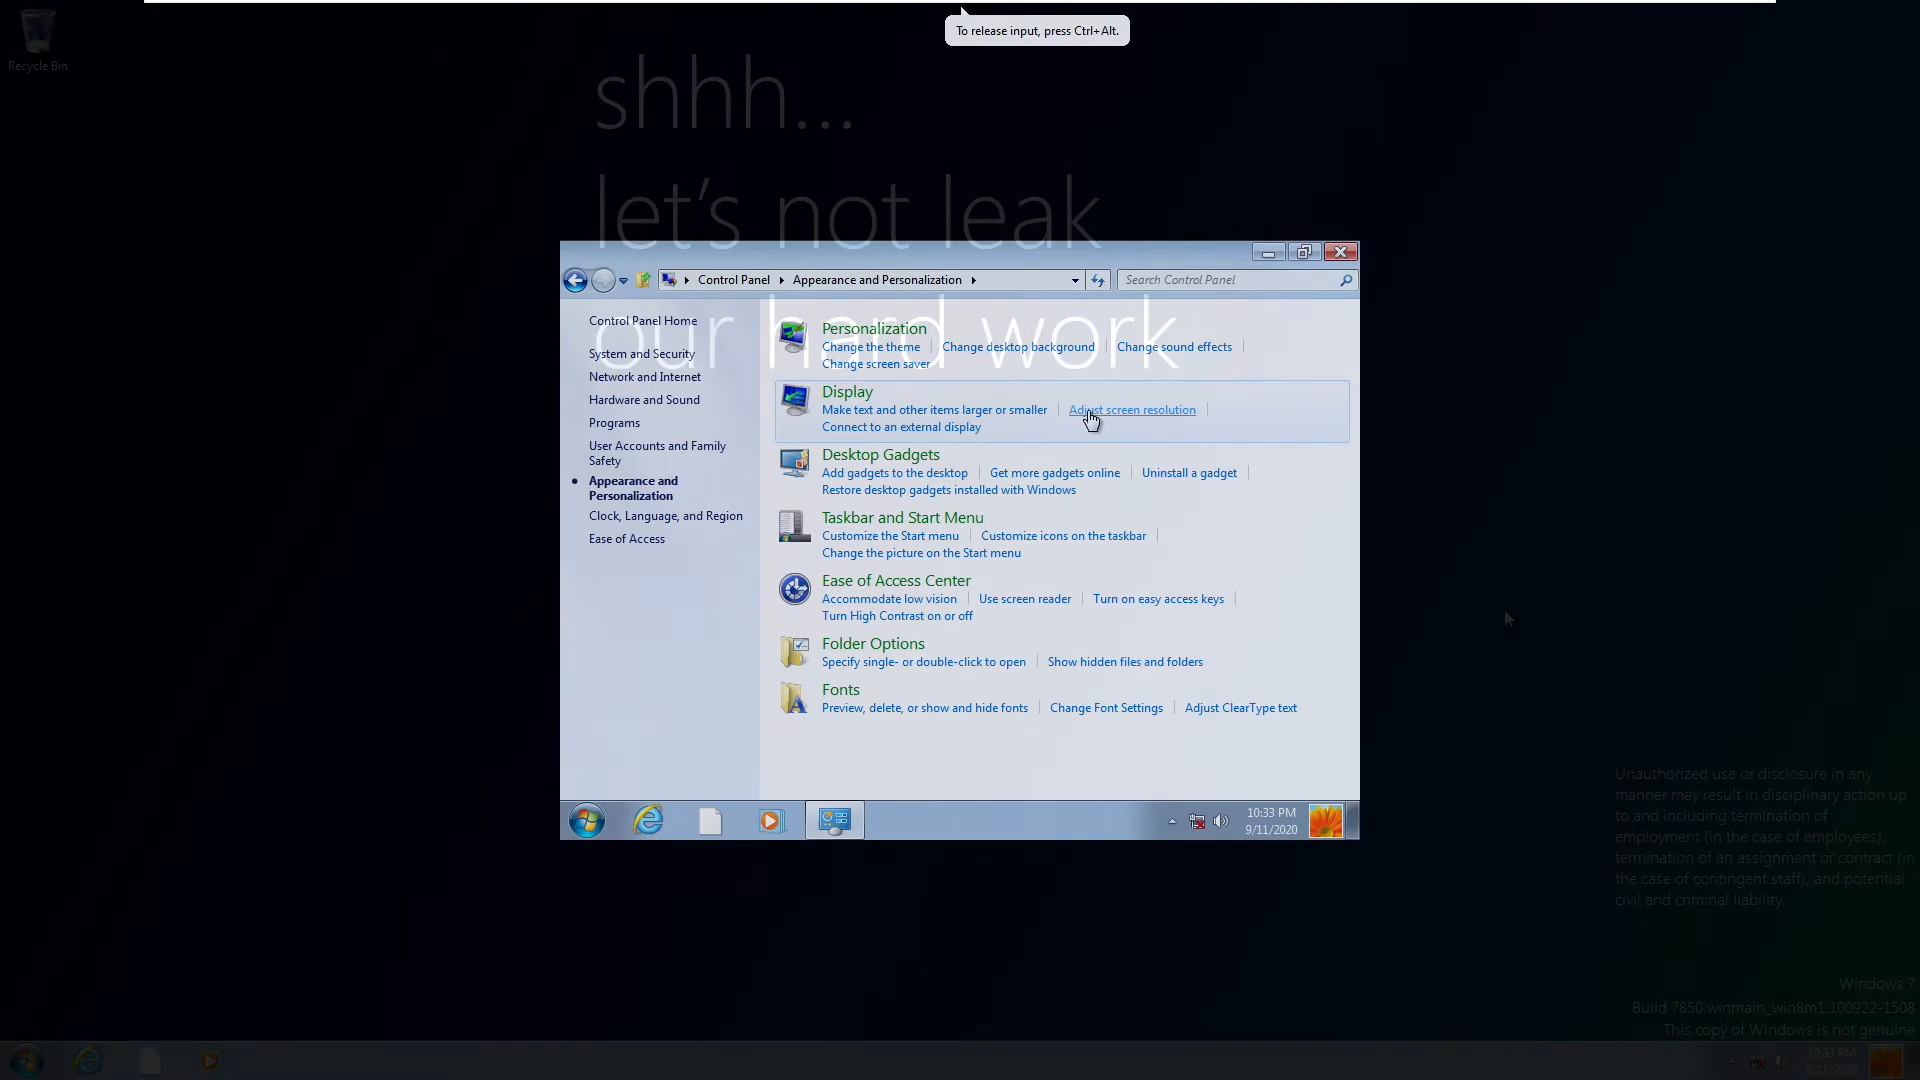 To release input, press Ctrl+Alt.
Recycle Bin
shhh...
let's not leak
our hard work
Control Panel
Appearance and Personalization
Search Control Panel
Control Panel Home
System and Security
Network and Internet
Hardware and Sound
Programs
User Accounts and Family
Safety
Appearance and
Personalization
Clock, Language, and Region
Ease of Access
Personalization
Change the theme
Change desktop background
Change sound effects
Change screen saver
Display
Make text and other items larger or smaller
Adjust screen resolution
Connect to an external display
Desktop Gadgets
Add gadgets to the desktop
Get more gadgets online
Uninstall a gadget
Restore desktop gadgets installed with Windows
Taskbar and Start Menu
Customize the Start menu
Customize icons on the taskbar
Change the picture on the Start menu
Ease of Access Center
Accommodate low vision
Use screen reader
Turn on easy access keys
Turn High Contrast on or off
Folder Options
Specify single- or double-click to open
Show hidden files and folders
Fonts
Preview, delete, or show and hide fonts
Change Font Settings
Adjust ClearType text
10:33 PM
9/11/2020
Unauthorized use or disclosure in any
manner may result in disciplinary action up
to and including termination of
employment (in the case of employees),
termination of an assignment or contract (in
the case of contingent staff), and potential
civil and criminal liability.
Windows 7
Build 7850.winmain_win8m1.100922-1508
This copy of Windows is not genuine
10:33 PM
9/11/2020